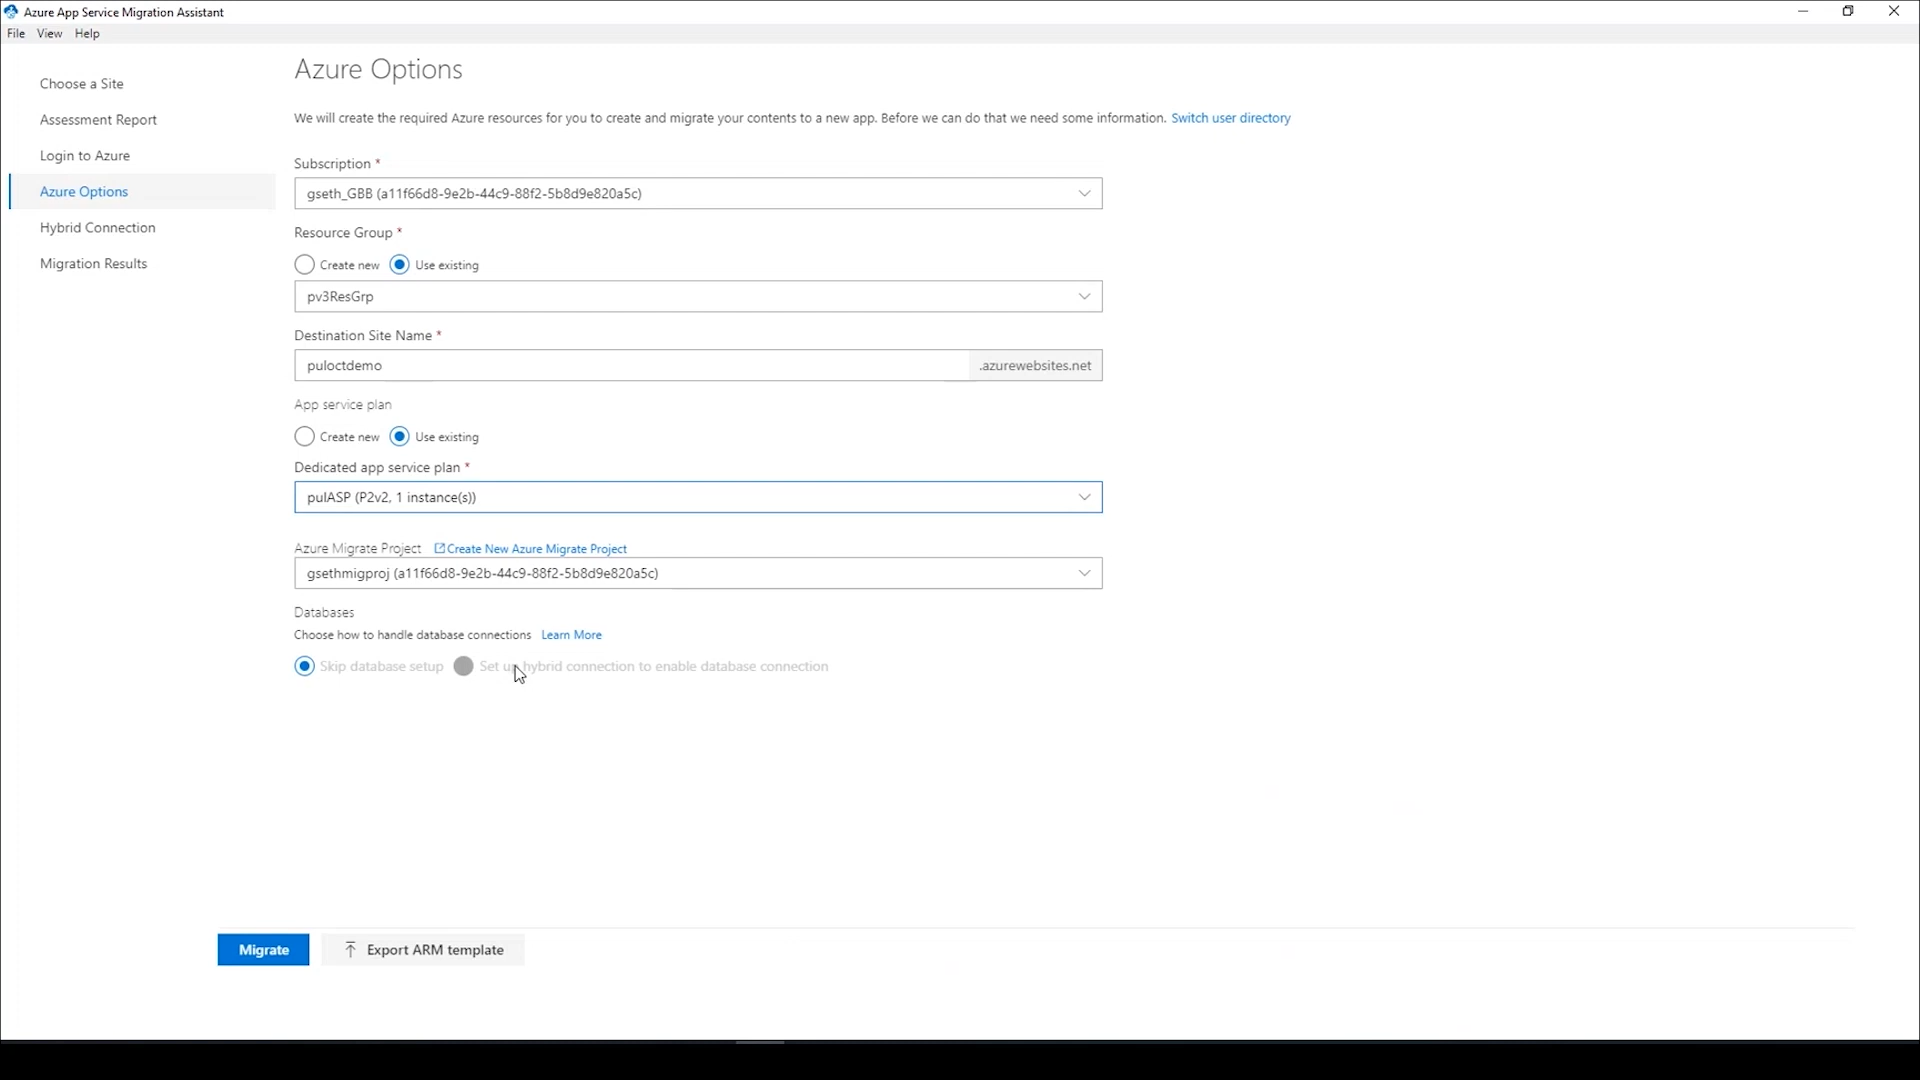 Azure App Service Migration Assistant
File View Help
Choose a Site
Assessment Report
Login to Azure
Azure Options
Hybrid Connection
Migration Results
Azure Options
We will create the required Azure resources for you to create and migrate your contents to a new app. Before we can do that we need some information. Switch user directory
Subscription *
gseth_GBB (a11f66d8-9e2b-44c9-88f2-5b8d9e820a5c)
Resource Group *
Create new Use existing
pv3ResGrp
Destination Site Name *
puloctdemo .azurewebsites.net
App service plan
Create new Use existing
Dedicated app service plan *
pulASP (P2v2, 1 instance(s))
Azure Migrate Project Create New Azure Migrate Project
gsethmigproj (a11f66d8-9e2b-44c9-88f2-5b8d9e820a5c)
Databases
Choose how to handle database connections Learn More
Skip database setup Set up hybrid connection to enable database connection
Migrate Export ARM template